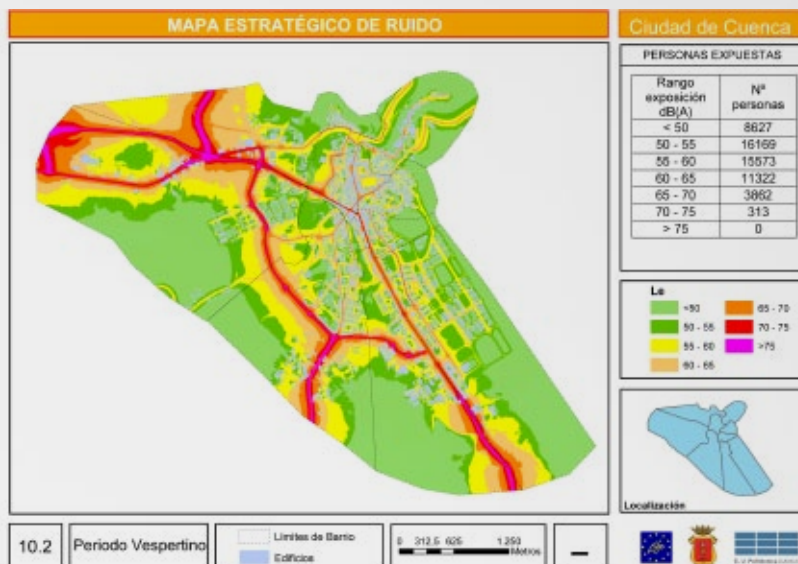 MAPA ESTRATÉGICO DE RUIDO
Ciudad de Cuenca
PERSONAS EXPUESTAS
Rango exposición dB(A)
Nª personas
< 50 8627
50 - 55 16169
55 - 60 15573
60 - 65 11322
65 - 70 3862
70 - 75 313
> 75 0
Le
<50
50 - 55
55 - 60
60 - 65
65 - 70
70 - 75
>75
Localización
10.2
Periodo Vespertino
Límites de Barrio
Edificios
0 312.5 625 1.250
Metros